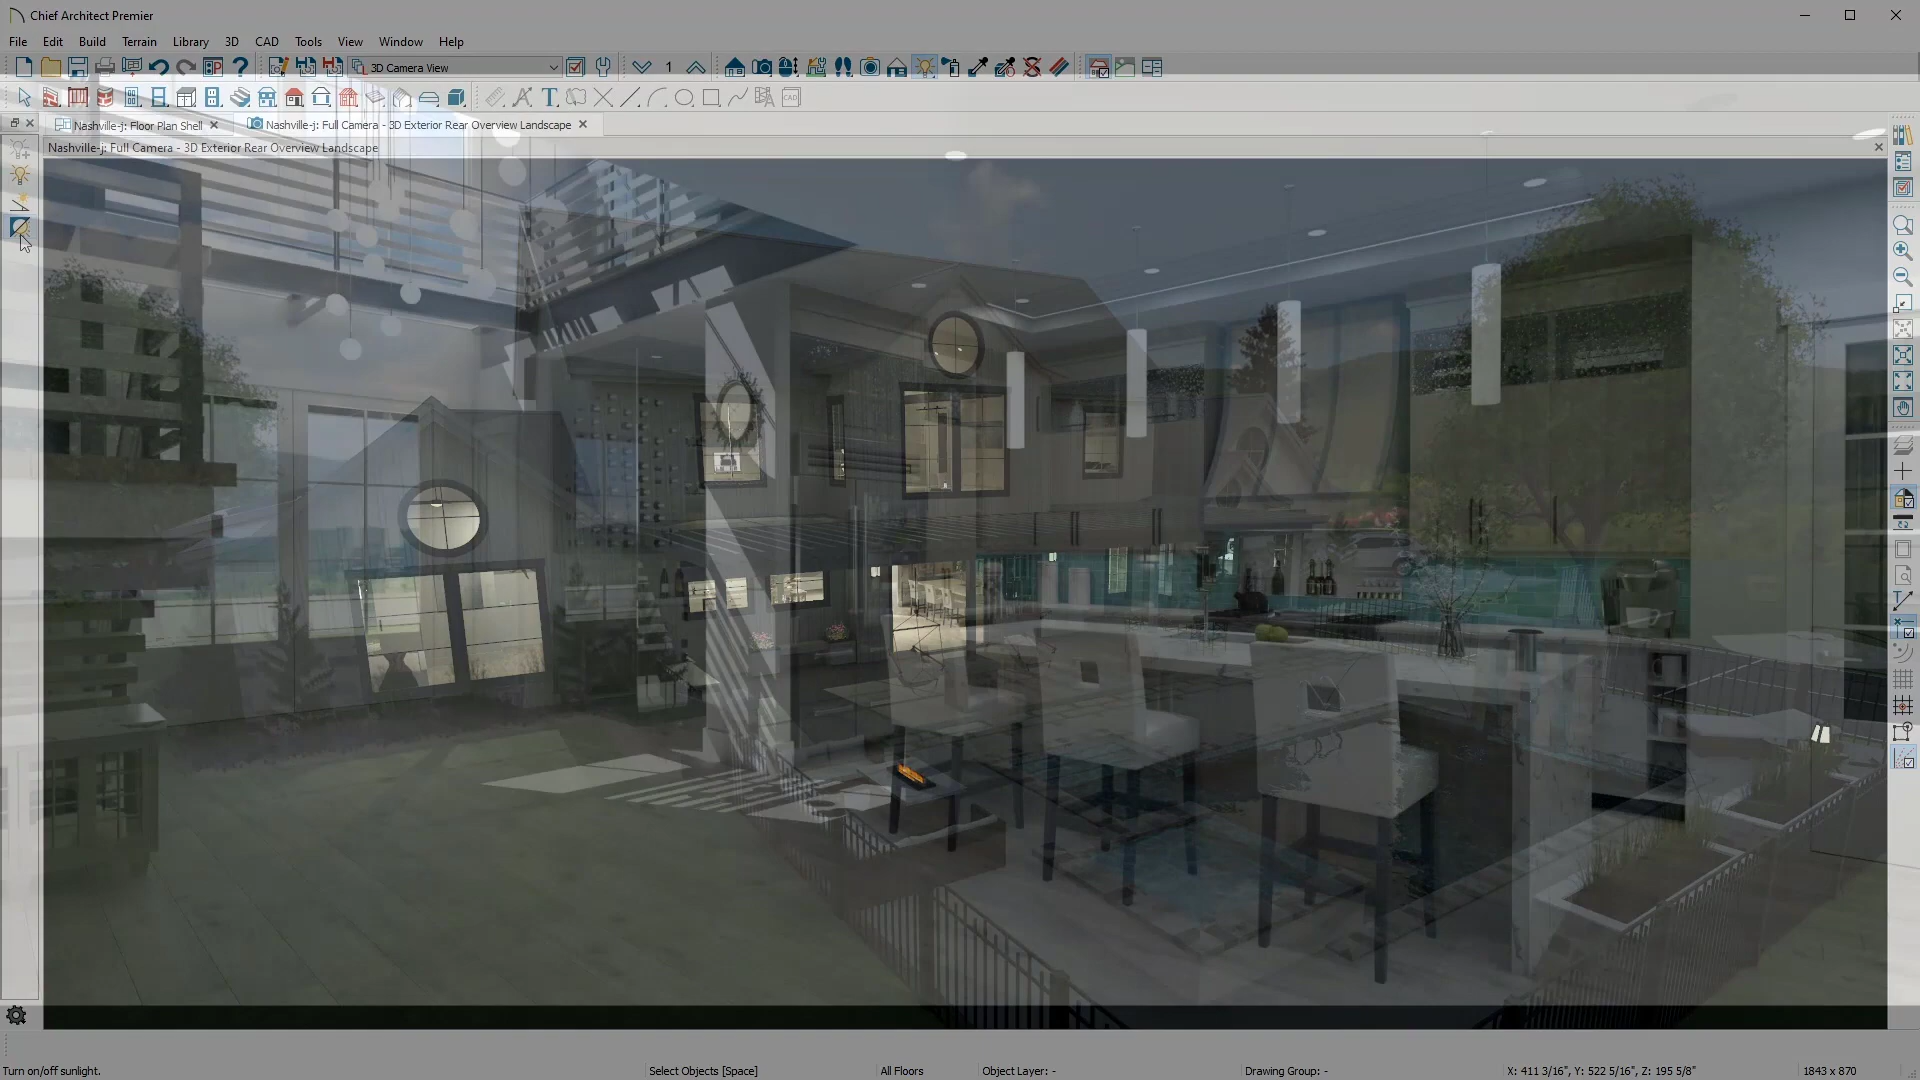 Chief Architect Premier
File Edit Build Terrain Library 3D CAD Tools View Window Help
3D Camera View
1
Nashville-j: Floor Plan Shell
Nashville-j: Full Camera - 3D Exterior Rear Overview Landscape
Nashville-j: Full Camera - 3D Exterior Rear Overview Landscape
Turn on/off sunlight.
Select Objects [Space]
All Floors
Object Layer: -
Drawing Group: -
X: 411 3/16", Y: 522 5/16", Z: 195 5/8"
1843 x 870